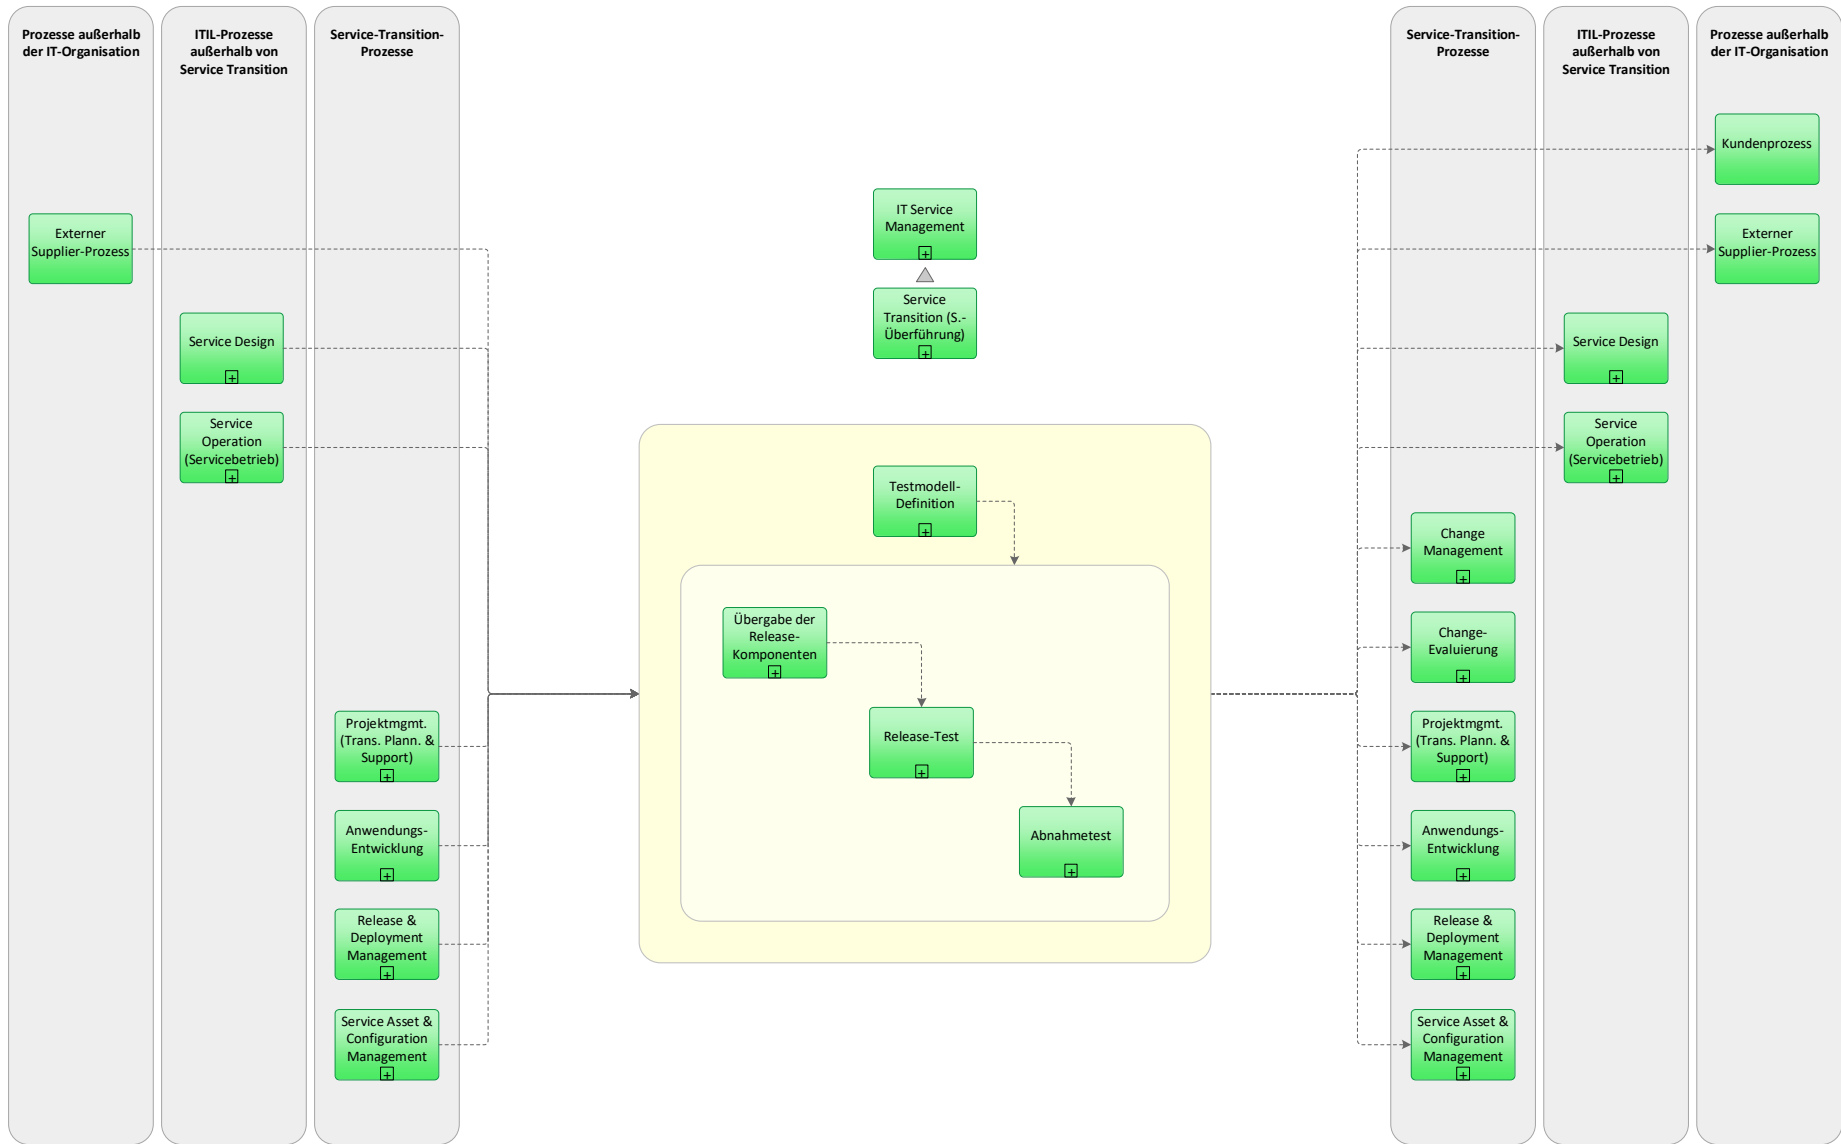 Prozesse außerhalb
der IT-Organisation
ITIL-Prozesse
außerhalb von
Service Transition
Service-Transition-
Prozesse
Service-Transition-
Prozesse
ITIL-Prozesse
außerhalb von
Service Transition
Prozesse außerhalb
der IT-Organisation
Externer
Supplier-Prozess
Service Design
Service
Operation
(Servicebetrieb)
Projektmgmt.
(Trans. Plann. &
Support)
Anwendungs-
Entwicklung
Release &
Deployment
Management
Service Asset &
Configuration
Management
IT Service
Management
Service
Transition (S.-
Überführung)
Testmodell-
Definition
Übergabe der
Release-
Komponenten
Release-Test
Abnahmetest
Kundenprozess
Externer
Supplier-Prozess
Service Design
Service
Operation
(Servicebetrieb)
Change
Management
Change-
Evaluierung
Projektmgmt.
(Trans. Plann. &
Support)
Anwendungs-
Entwicklung
Release &
Deployment
Management
Service Asset &
Configuration
Management